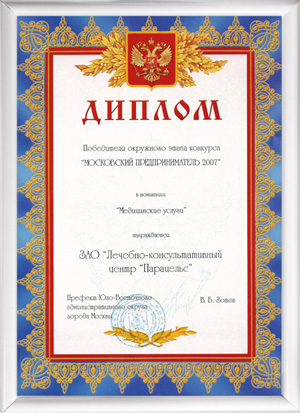 ДИПЛОМ
Победителя окружного этапа конкурса
"МОСКОВСКИЙ ПРЕДПРИНИМАТЕЛЬ 2007"
в номинации
"Медицинские услуги"
награждается
ЗАО "Лечебно-консультативный
центр "Парацельс"
Префект Юго-Восточного
административного округа
города Москвы
В. Б. Зотов